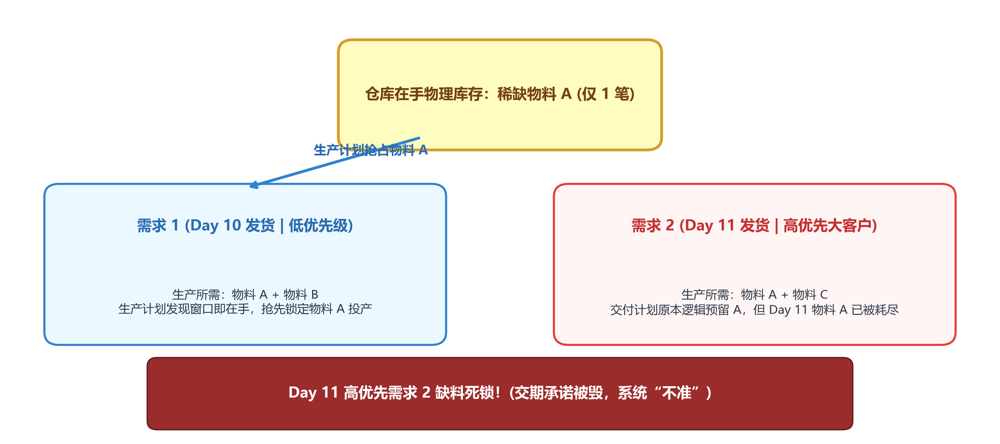 仓库在手物理库存：稀缺物料 A (仅 1 笔)
生产计划抢占物料 A
需求 1 (Day 10 发货 | 低优先级)
生产所需：物料 A + 物料 B
生产计划发现窗口即在手，抢先锁定物料 A 投产
需求 2 (Day 11 发货 | 高优先大客户)
生产所需：物料 A + 物料 C
交付计划原本逻辑预留 A，但 Day 11 物料 A 已被耗尽
Day 11 高优先需求 2 缺料死锁！(交期承诺被毁，系统“不准”)